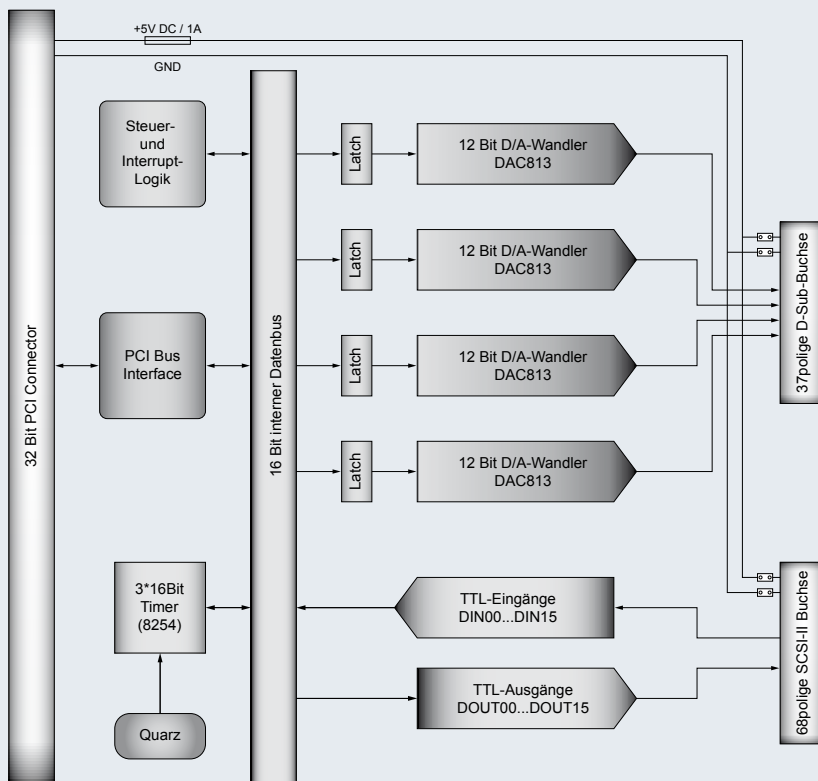 +5V DC / 1A
GND
32 Bit PCI Connector
Steuer-
und
Interrupt-
Logik
PCI Bus
Interface
3*16Bit
Timer
(8254)
Quarz
16 Bit interner Datenbus
Latch
12 Bit D/A-Wandler
DAC813
Latch
12 Bit D/A-Wandler
DAC813
Latch
12 Bit D/A-Wandler
DAC813
Latch
12 Bit D/A-Wandler
DAC813
TTL-Eingänge
DIN00...DIN15
TTL-Ausgänge
DOUT00...DOUT15
37polige D-Sub-Buchse
68polige SCSI-II Buchse